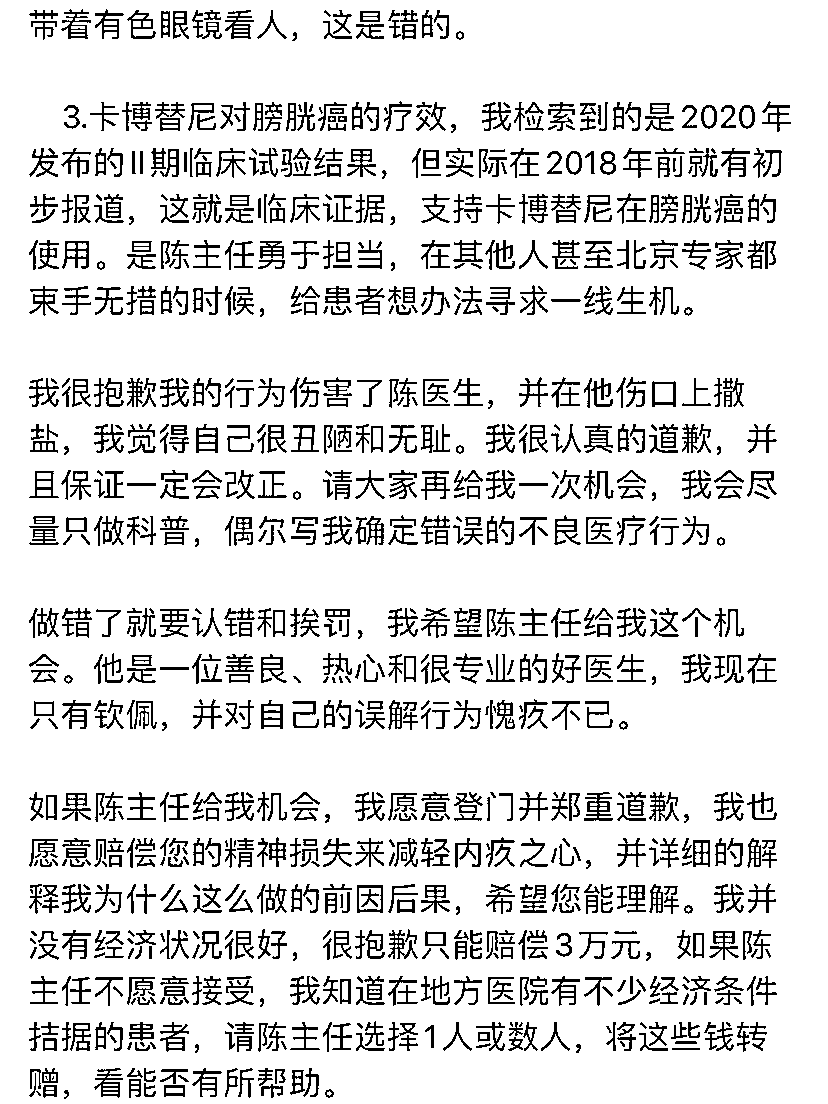 带着有色眼镜看人，这是错的。
3.卡博替尼对膀胱癌的疗效，我检索到的是2020年
发布的II期临床试验结果，但实际在2018年前就有初
步报道，这就是临床证据，支持卡博替尼在膀胱癌的
使用。是陈主任勇于担当，在其他人甚至北京专家都
束手无措的时候，给患者想办法寻求一线生机。
我很抱歉我的行为伤害了陈医生，并在他伤口上撒
盐，我觉得自己很丑陋和无耻。我很认真的道歉，并
且保证一定会改正。请大家再给我一次机会，我会尽
量只做科普，偶尔写我确定错误的不良医疗行为。
做错了就要认错和挨罚，我希望陈主任给我这个机
会。他是一位善良、热心和很专业的好医生，我现在
只有钦佩，并对自己的误解行为愧疚不已。
如果陈主任给我机会，我愿意登门并郑重道歉，我也
愿意赔偿您的精神损失来减轻内疚之心，并详细的解
释我为什么这么做的前因后果，希望您能理解。我并
没有经济状况很好，很抱歉只能赔偿3万元，如果陈
主任不愿意接受，我知道在地方医院有不少经济条件
拮据的患者，请陈主任选择1人或数人，将这些钱转
赠，看能否有所帮助。